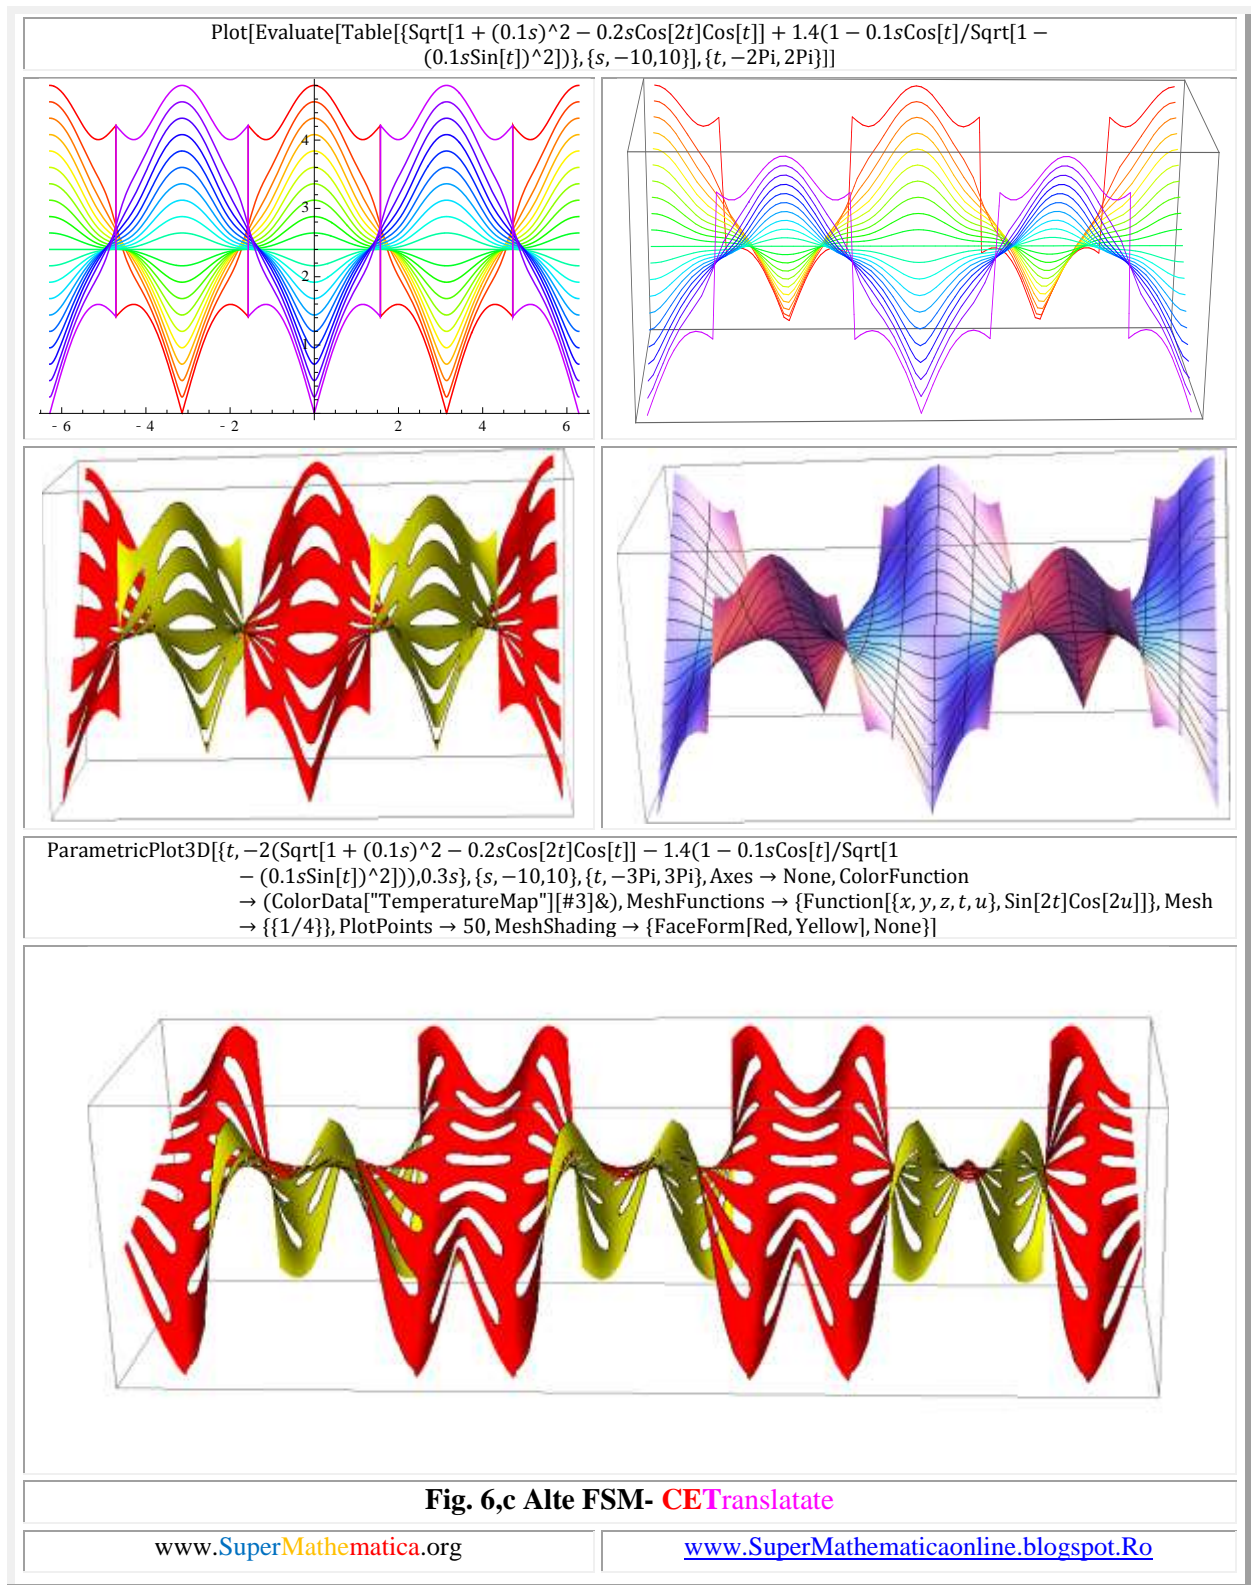 Plot[Evaluate[Table[{Sqrt[1 + (0.1s)^2 − 0.2sCos[2t]Cos[t]] + 1.4(1 − 0.1sCos[t]/Sqrt[1 −
(0.1sSin[t])^2])}, {s, −10,10}], {t, −2Pi, 2Pi}]]
4
3
2
1
- 6 - 4 - 2 2 4 6
ParametricPlot3D[{t, −2(Sqrt[1 + (0.1s)^2 − 0.2sCos[2t]Cos[t]] − 1.4(1 − 0.1sCos[t]/Sqrt[1
− (0.1sSin[t])^2])),0.3s}, {s, −10,10}, {t, −3Pi, 3Pi}, Axes → None, ColorFunction
→ (ColorData["TemperatureMap"][#3]&), MeshFunctions → {Function[{x, y, z, t, u}, Sin[2t]Cos[2u]]}, Mesh
→ {{1/4}}, PlotPoints → 50, MeshShading → {FaceForm[Red, Yellow], None}]
Fig. 6,c Alte FSM- CETranslatate
www.SuperMathematica.org
www.SuperMathematicaonline.blogspot.Ro